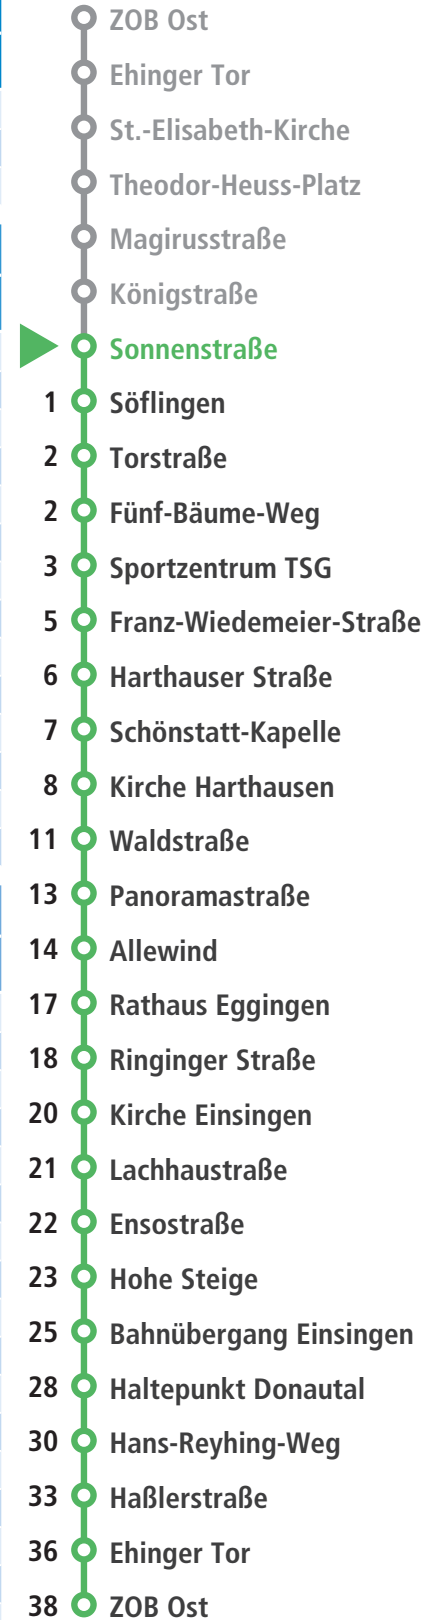 ZOB Ost
Ehinger Tor
St.-Elisabeth-Kirche
Theodor-Heuss-Platz
Magirusstraße
Königstraße
Sonnenstraße
1 Söflingen
2 Torstraße
2 Fünf-Bäume-Weg
3 Sportzentrum TSG
5 Franz-Wiedemeier-Straße
6 Harthauser Straße
7 Schönstatt-Kapelle
8 Kirche Harthausen
11 Waldstraße
13 Panoramastraße
14 Allewind
17 Rathaus Eggingen
18 Ringinger Straße
20 Kirche Einsingen
21 Lachhaustraße
22 Ensostraße
23 Hohe Steige
25 Bahnübergang Einsingen
28 Haltepunkt Donautal
30 Hans-Reyhing-Weg
33 Haßlerstraße
36 Ehinger Tor
38 ZOB Ost